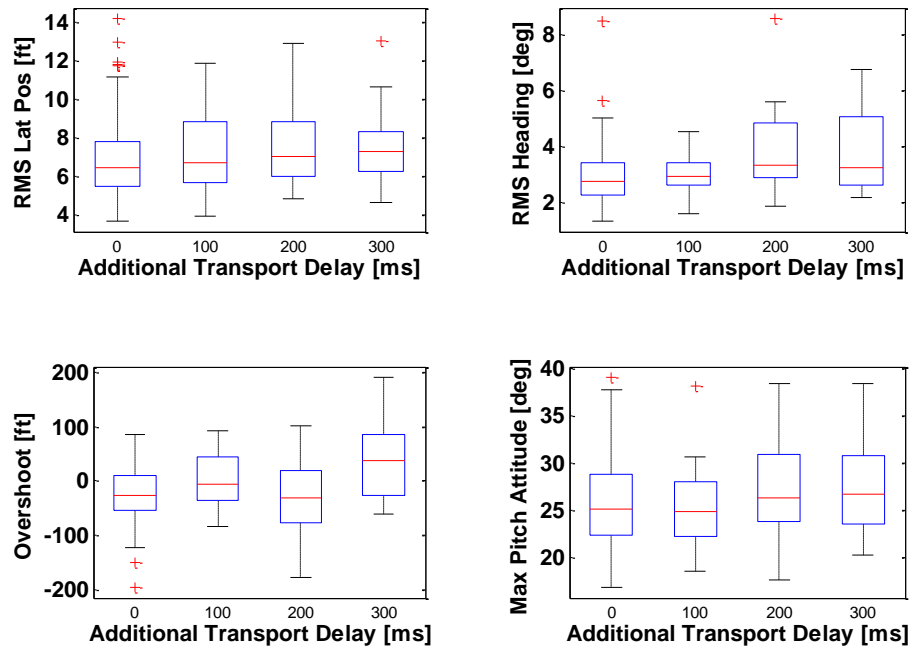 RMS Lat Pos [ft]
14
12
10
8
6
4
0 100 200 300
Additional Transport Delay [ms]
RMS Heading [deg]
8
6
4
2
0 100 200 300
Additional Transport Delay [ms]
Overshoot [ft]
200
100
0
-100
-200
0 100 200 300
Additional Transport Delay [ms]
Max Pitch Attitude [deg]
40
35
30
25
20
0 100 200 300
Additional Transport Delay [ms]